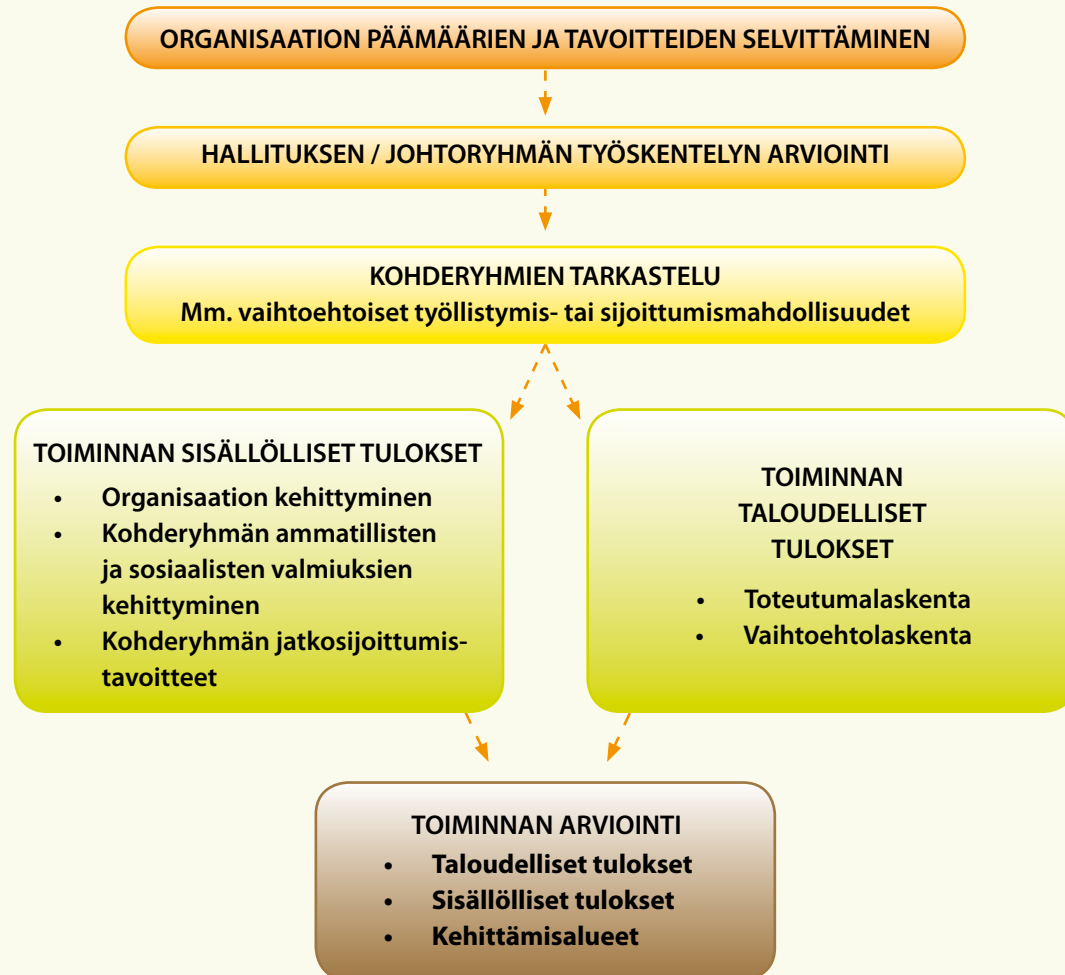 ORGANISAATION PÄÄMÄÄRIEN JA TAVOITTEIDEN SELVITTÄMINEN
HALLITUKSEN / JOHTORYHMÄN TYÖSKENTELYN ARVIOINTI
KOHDERYHMIEN TARKASTELU
Mm. vaihtoehtoiset työllistymis- tai sijoittumismahdollisuudet
TOIMINNAN SISÄLLÖLLISET TULOKSET
• Organisaation kehittyminen
• Kohderyhmän ammatillisten
ja sosiaalisten valmiuksien
kehittyminen
• Kohderyhmän jatkosijoittumis-
tavoitteet
TOIMINNAN
TALOUDELLISET
TULOKSET
• Toteutumalaskenta
• Vaihtoehtolaskenta
TOIMINNAN ARVIOINTI
• Taloudelliset tulokset
• Sisällölliset tulokset
• Kehittämisalueet